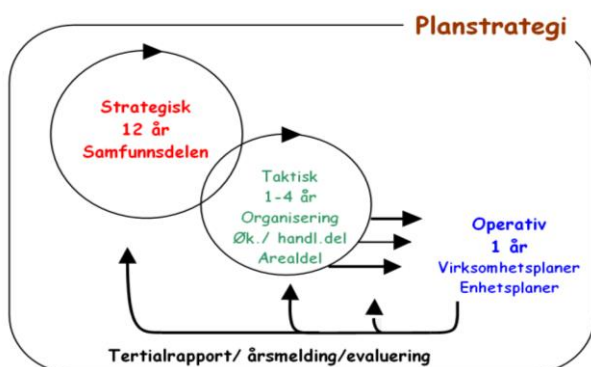 Planstrategi
Strategisk
12 år
Samfunnsdelen
Taktisk
1-4 år
Organisering
Øk./ handl.del
Arealdel
Operativ
1 år
Virksomhetsplaner
Enhetsplaner
Tertialrapport/ årsmelding/evaluering